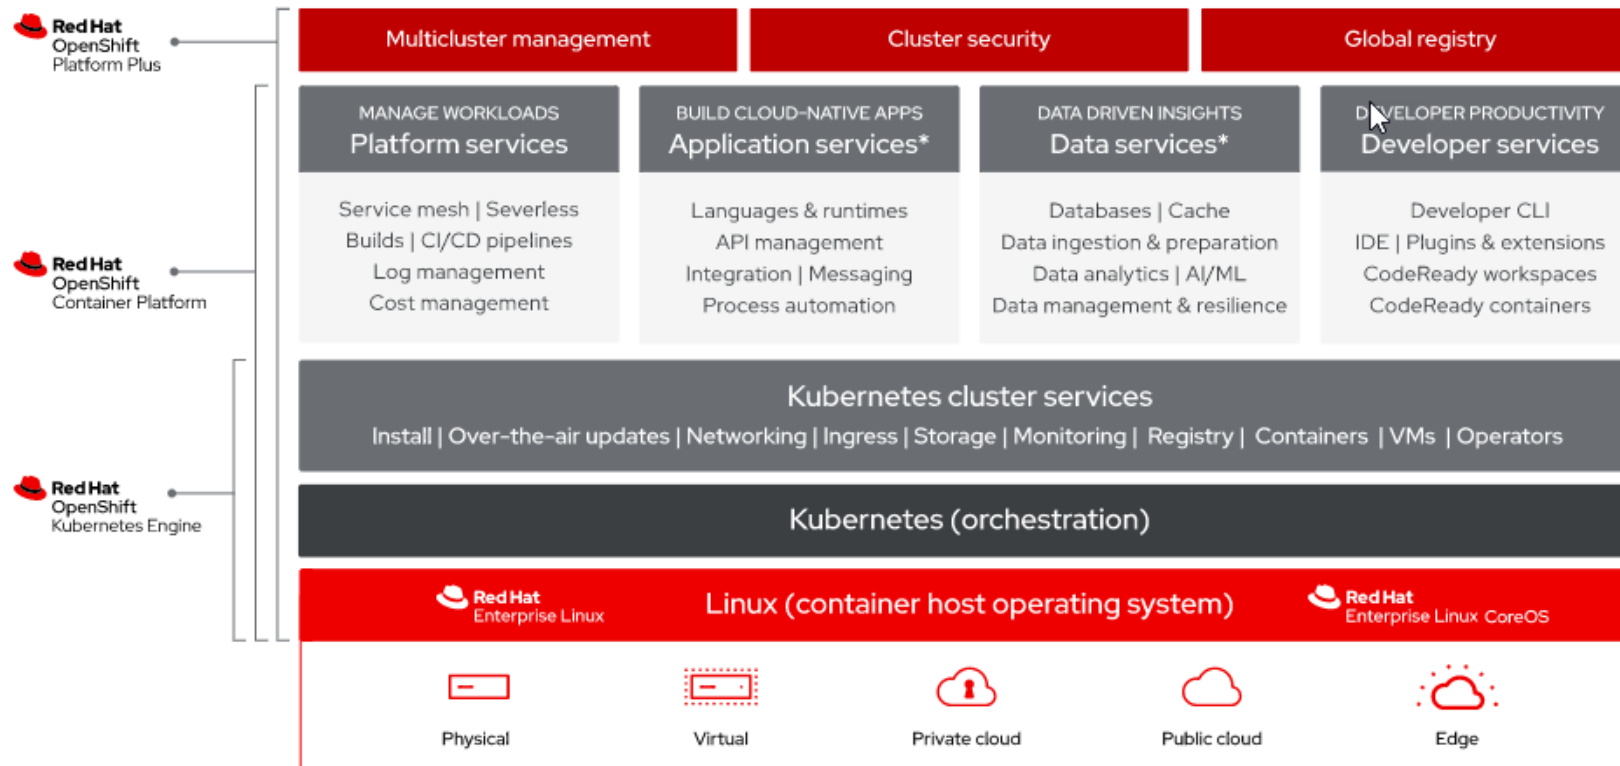 Red Hat
OpenShift
Platform Plus
Multicluster management
Cluster security
Global registry
MANAGE WORKLOADS
Platform services
Service mesh | Severless
Builds | CI/CD pipelines
Log management
Cost management
BUILD CLOUD-NATIVE APPS
Application services*
Languages & runtimes
API management
Integration | Messaging
Process automation
DATA DRIVEN INSIGHTS
Data services*
Databases | Cache
Data ingestion & preparation
Data analytics | AI/ML
Data management & resilience
DEVELOPER PRODUCTIVITY
Developer services
Developer CLI
IDE | Plugins & extensions
CodeReady workspaces
CodeReady containers
Red Hat
OpenShift
Container Platform
Kubernetes cluster services
Install | Over-the-air updates | Networking | Ingress | Storage | Monitoring | Registry | Containers | VMs | Operators
Red Hat
OpenShift
Kubernetes Engine
Kubernetes (orchestration)
Red Hat
Enterprise Linux
Linux (container host operating system)
Red Hat
Enterprise Linux CoreOS
Physical
Virtual
Private cloud
Public cloud
Edge